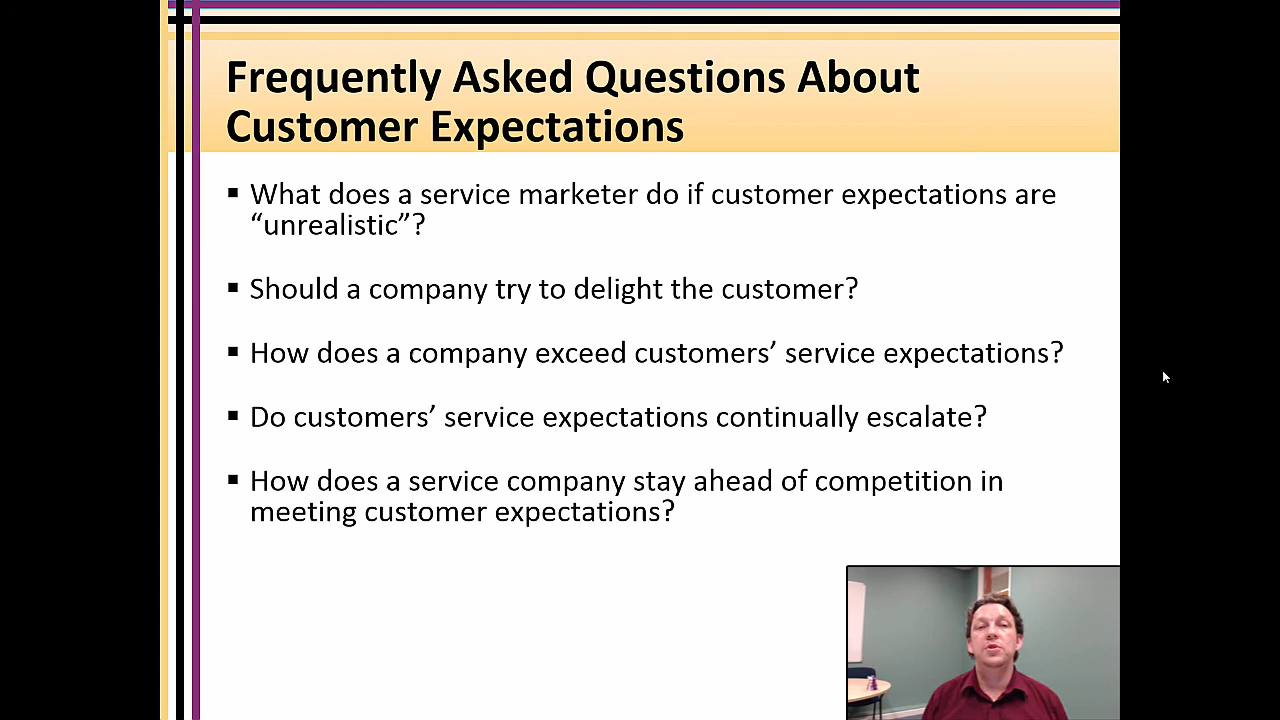 Frequently Asked Questions About
Customer Expectations
▪ What does a service marketer do if customer expectations are
“unrealistic”?
▪ Should a company try to delight the customer?
▪ How does a company exceed customers’ service expectations?
▪ Do customers’ service expectations continually escalate?
▪ How does a service company stay ahead of competition in
meeting customer expectations?